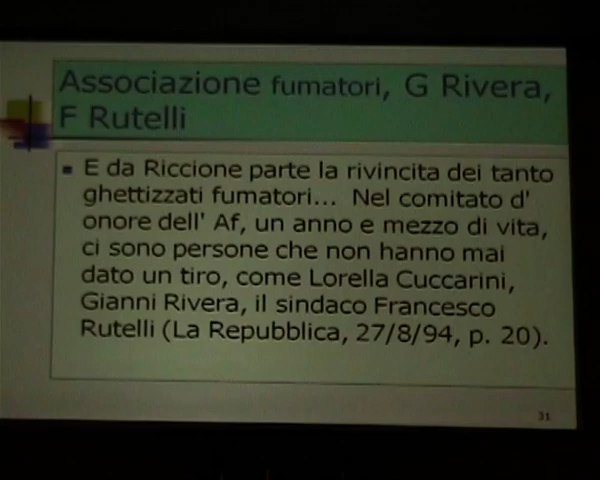 Associazione fumatori, G Rivera,
F Rutelli
E da Riccione parte la rivincita dei tanto
ghettizzati fumatori... Nel comitato d'
onore dell' Af, un anno e mezzo di vita,
ci sono persone che non hanno mai
dato un tiro, come Lorella Cuccarini,
Gianni Rivera, il sindaco Francesco
Rutelli (La Repubblica, 27/8/94, p. 20).
31